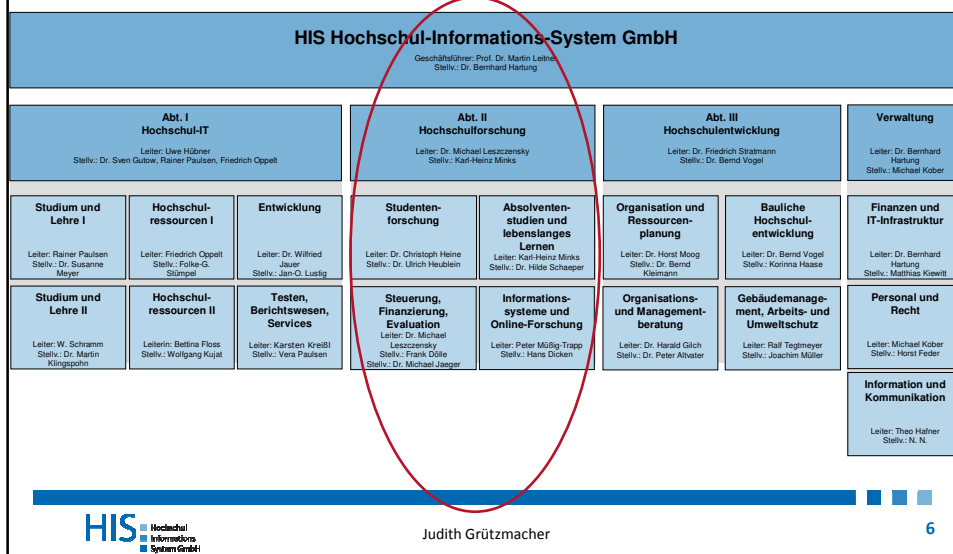 HIS Hochschul-Informations-System GmbH
Geschäftsführer: Prof. Dr. Martin Leitne
Stellv.: Dr. Bernhard Hartung
Abt. I
Hochschul-IT
Leiter: Uwe Hübner
Stellv.: Dr. Sven Gutow, Rainer Paulsen, Friedrich Oppelt
Abt. II
Hochschulforschung
Leiter: Dr. Michael Leszczensky
Stellv.: Karl-Heinz Minks
Abt. III
Hochschulentwicklung
Leiter: Dr. Friedrich Stratmann
Stellv.: Dr. Bernd Vogel
Verwaltung
Leiter: Dr. Bernhard
Hartung
Stellv.: Michael Kober
Studium und
Lehre I
Leiter: Rainer Paulsen
Stellv.: Dr. Susanne
Meyer
Hochschul-
ressourcen I
Leiter: Friedrich Oppelt
Stellv.: Folke-G.
Stümpel
Entwicklung
Leiter: Dr. Wilfried
Jauer
Stellv.: Jan-O. Lustig
Studenten-
forschung
Leiter: Dr. Christoph Heine
Stellv.: Dr. Ulrich Heublein
Absolventen-
studien und
lebenslanges
Lernen
Leiter: Karl-Heinz Minks
Stellv.: Dr. Hilde Schaeper
Organisation und
Ressourcen-
planung
Leiter: Dr. Horst Moog
Stellv.: Dr. Bernd
Kleimann
Bauliche
Hochschul-
entwicklung
Leiter: Dr. Bernd Vogel
Stellv.: Korinna Haase
Finanzen und
IT-Infrastruktur
Leiter: Dr. Bernhard
Hartung
Stellv.: Matthias Kiewitt
Studium und
Lehre II
Leiter: W. Schramm
Stellv.: Dr. Martin
Klingspohn
Hochschul-
ressourcen II
Leiterin: Bettina Floss
Stellv.: Wolfgang Kujat
Testen,
Berichtswesen,
Services
Leiter: Karsten Kreißl
Stellv.: Vera Paulsen
Steuerung,
Finanzierung,
Evaluation
Leiter: Dr. Michael
Leszczensky
Stellv.: Frank Dölle
Stellv.: Dr. Michael Jaeger
Informations-
systeme und
Online-Forschung
Leiter: Peter Müßig-Trapp
Stellv.: Hans Dicken
Organisations-
und Management-
beratung
Leiter: Dr. Harald Gilch
Stellv.: Dr. Peter Altvater
Gebäudemanage-
ment, Arbeits- und
Umweltschutz
Leiter: Ralf Tegtmeyer
Stellv.: Joachim Müller
Personal und
Recht
Leiter: Michael Kober
Stellv.: Horst Feder
Information und
Kommunikation
Leiter: Theo Hafner
Stellv.: N. N.
HIS
Hochschul
Informations
System GmbH
Judith Grützmacher
6